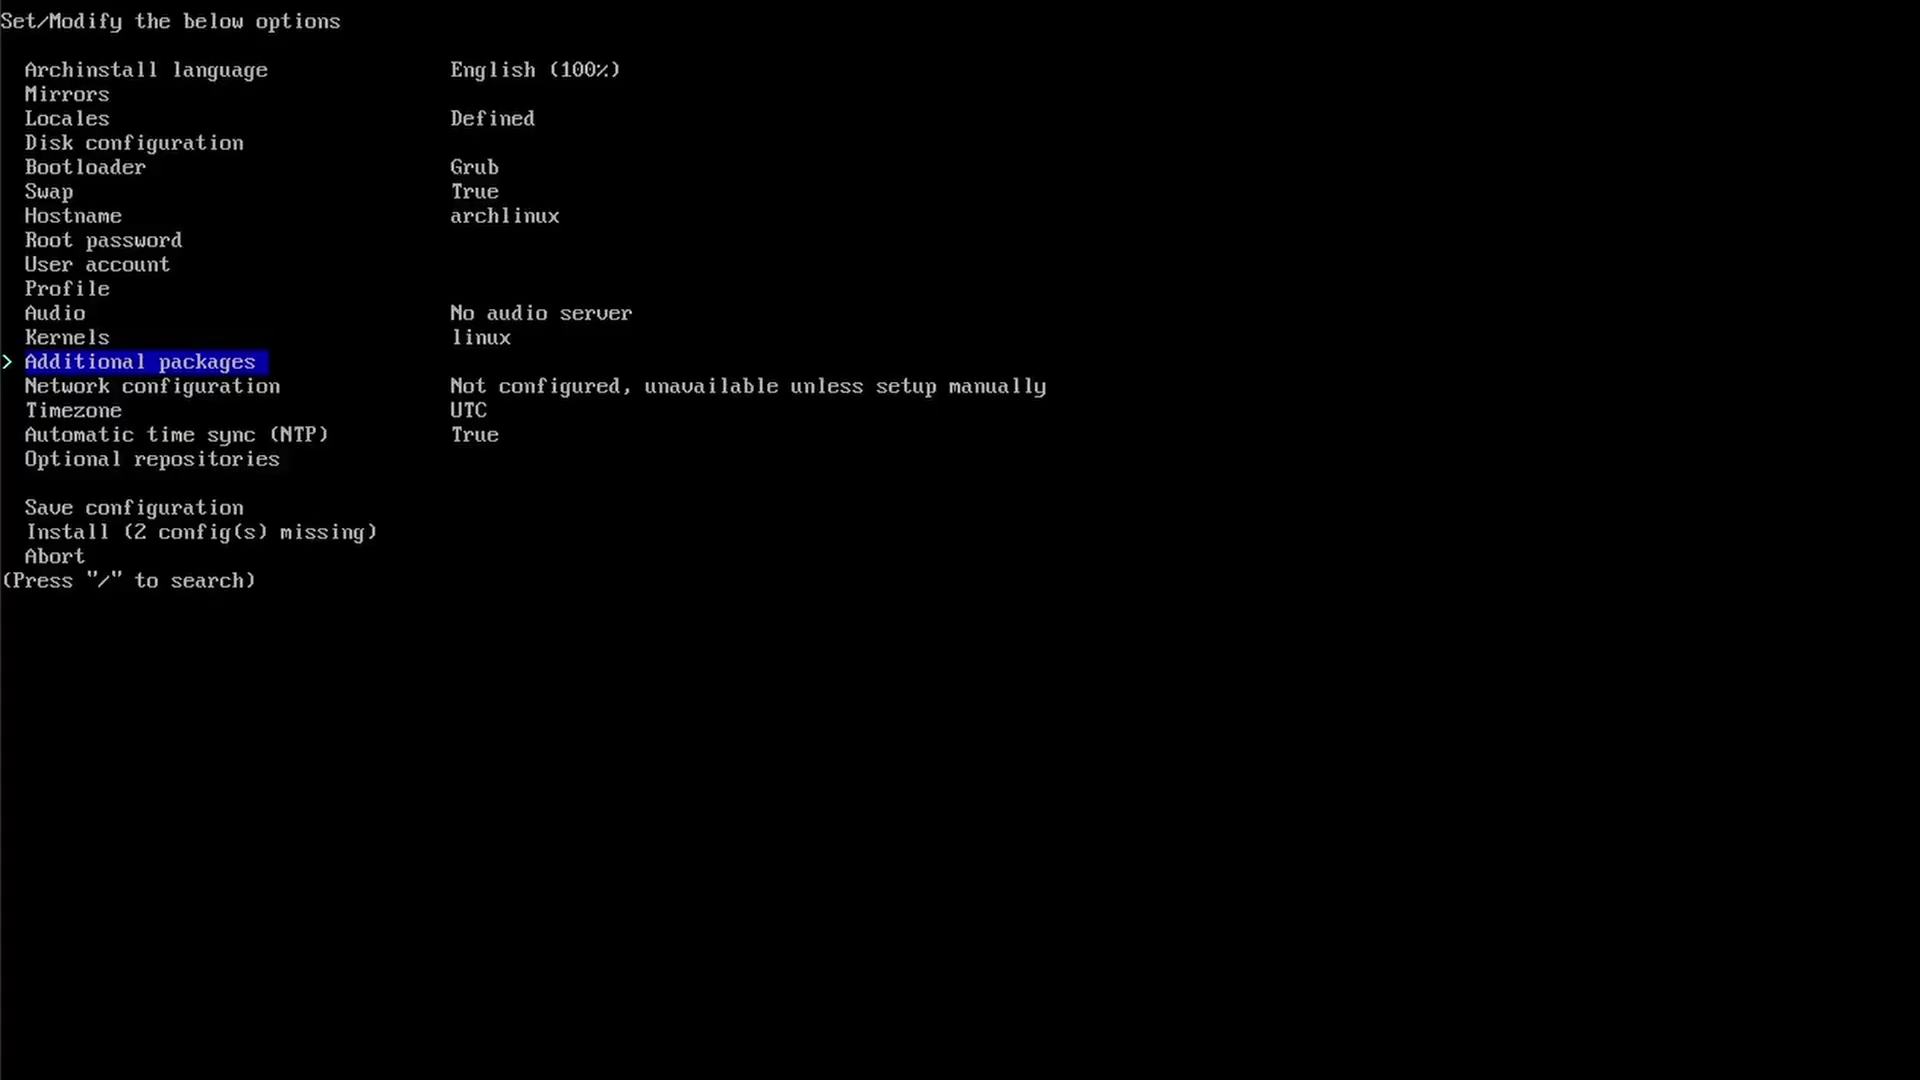 Set/Modify the below options
Archinstall language English (100%)
Mirrors
Locales Defined
Disk configuration
Bootloader Grub
Swap True
Hostname archlinux
Root password
User account
Profile
Audio No audio server
Kernels linux
> Additional packages
Network configuration Not configured, unavailable unless setup manually
Timezone UTC
Automatic time sync (NTP) True
Optional repositories
Save configuration
Install (2 config(s) missing)
Abort
(Press "/" to search)